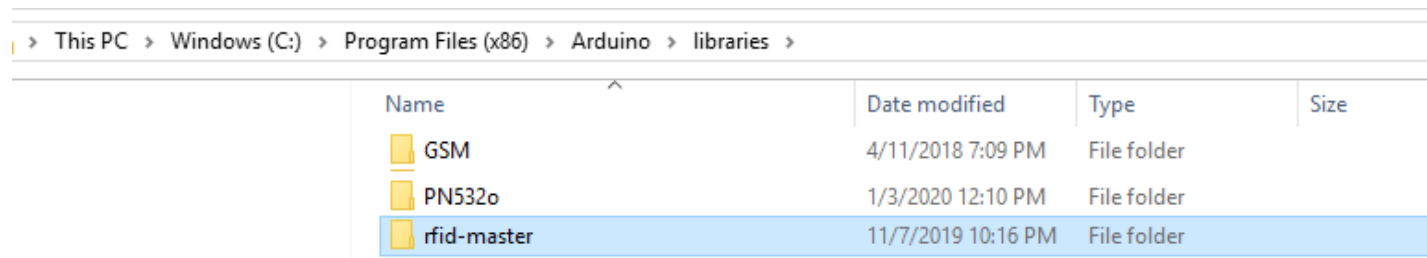 This PC > Windows (C:) > Program Files (x86) > Arduino > libraries >
Name Date modified Type Size
GSM 4/11/2018 7:09 PM File folder
PN532o 1/3/2020 12:10 PM File folder
rfid-master 11/7/2019 10:16 PM File folder